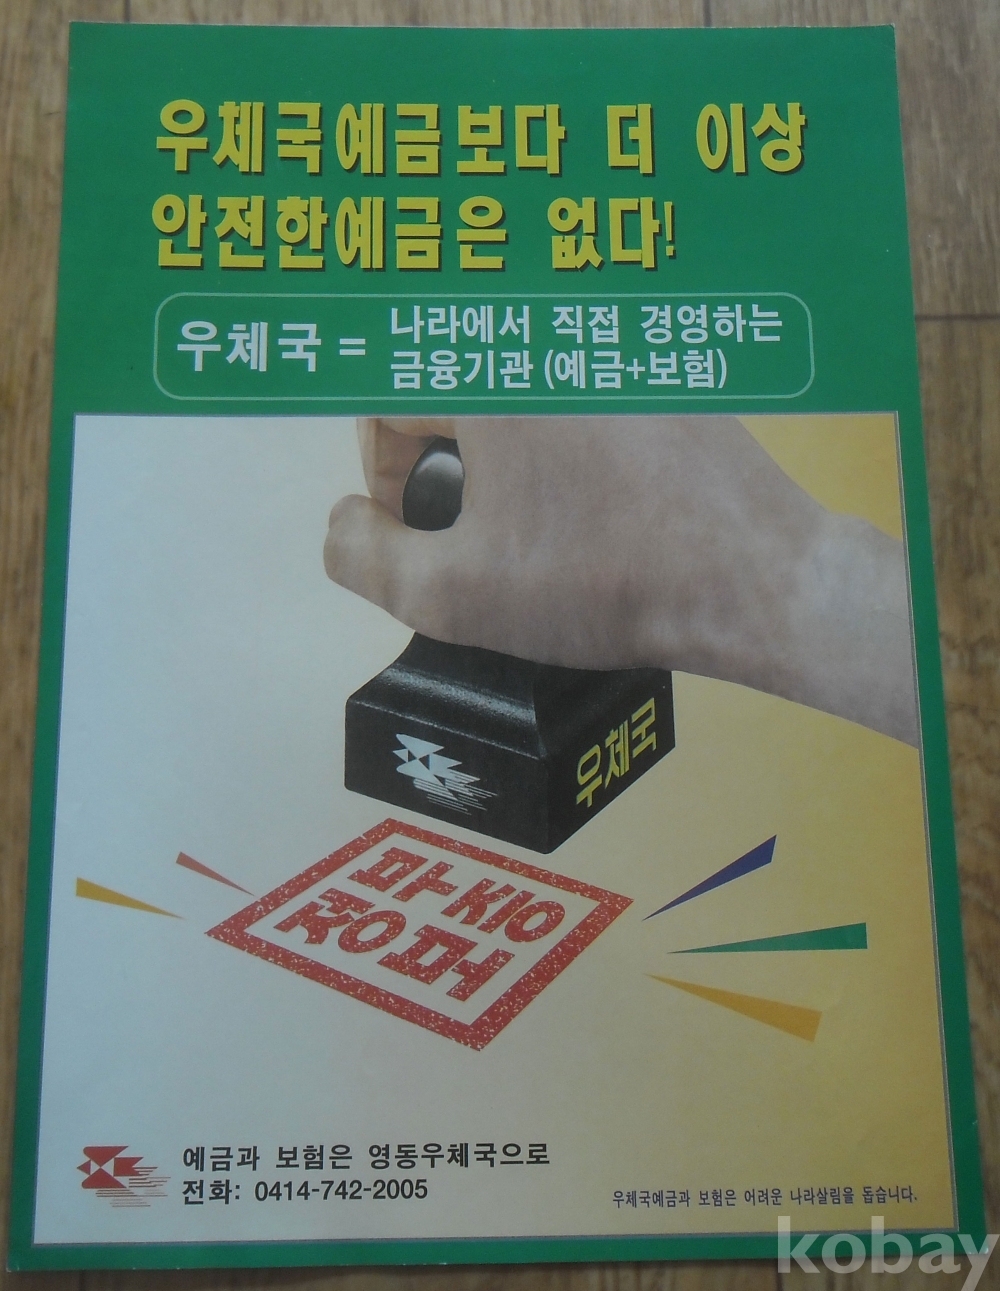 우체국예금보다 더 이상
안전한예금은 없다!
우체국 = 나라에서 직접 경영하는
금융기관 (예금+보험)
우체국
예금과 보험은 영동우체국으로
전화: 0414-742-2005
우체국예금과 보험은 어려운 나라살림을 돕습니다.
kobay